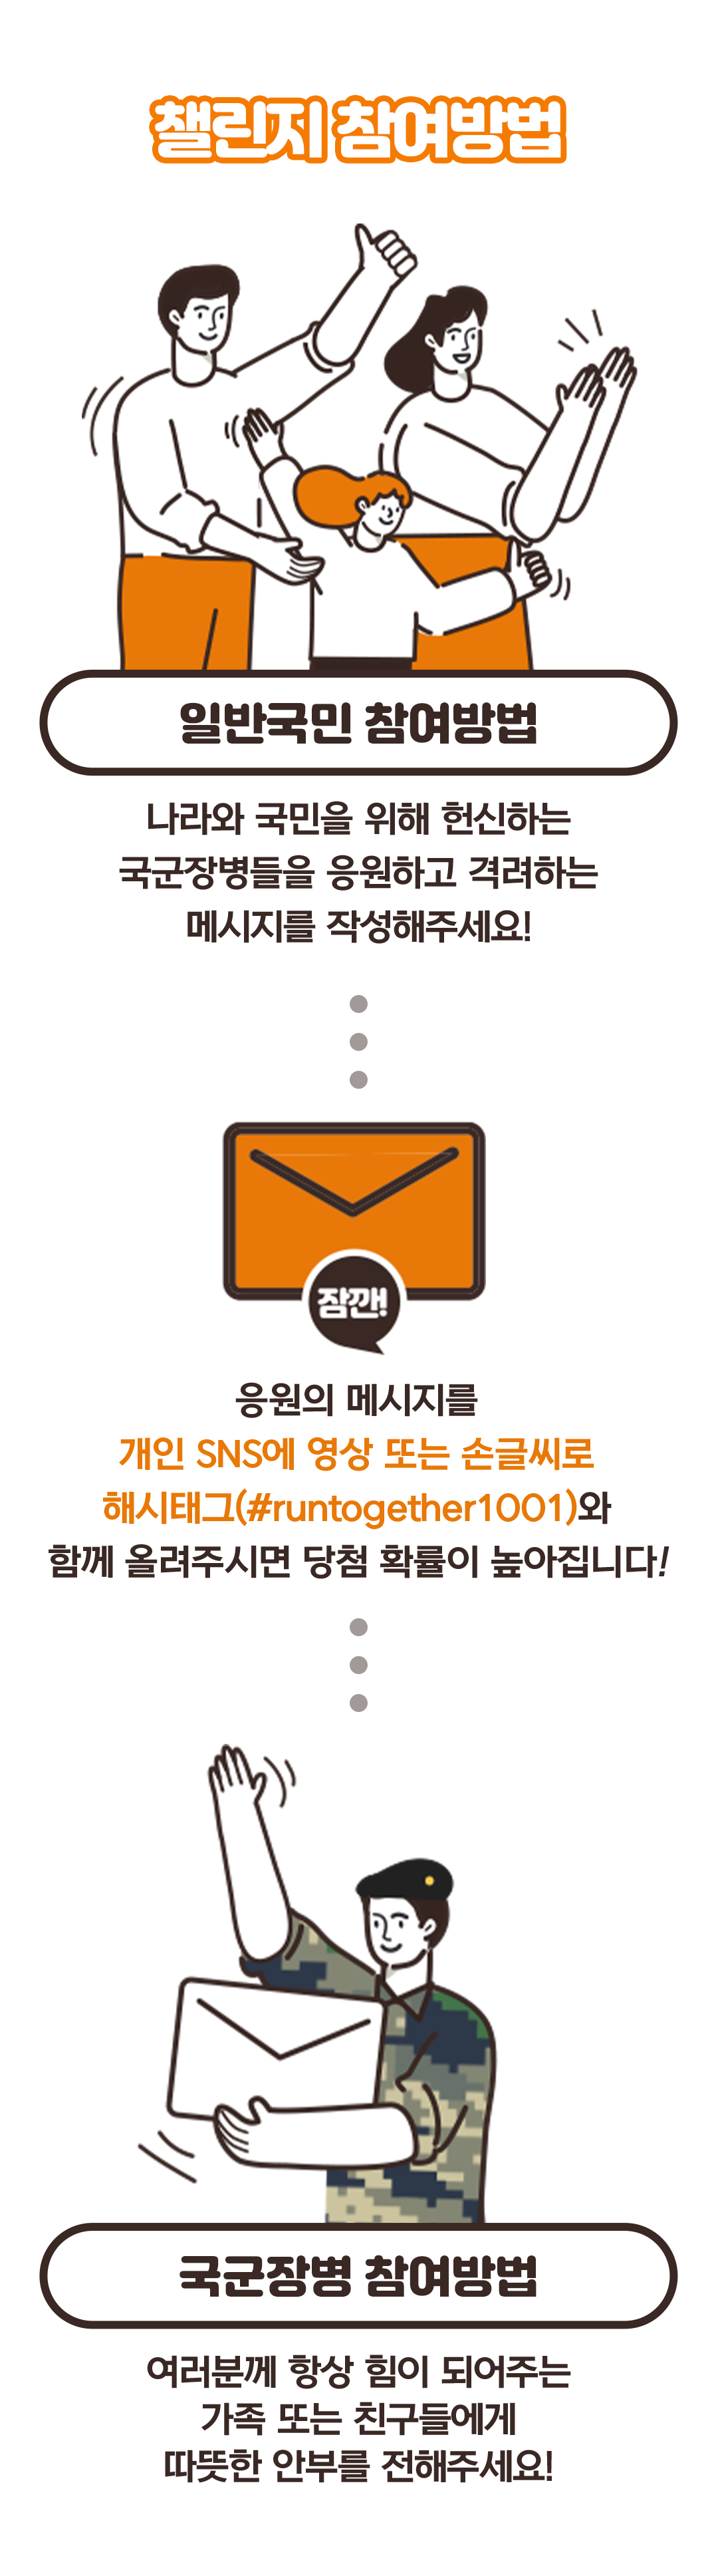 챌린지 참여방법
일반국민 참여방법
나라와 국민을 위해 헌신하는
국군장병들을 응원하고 격려하는
메시지를 작성해주세요!
잠깐!
응원의 메시지를
개인 SNS에 영상 또는 손글씨로
해시태그(#runtogether1001)와
함께 올려주시면 당첨 확률이 높아집니다!
국군장병 참여방법
여러분께 항상 힘이 되어주는
가족 또는 친구들에게
따뜻한 안부를 전해주세요!